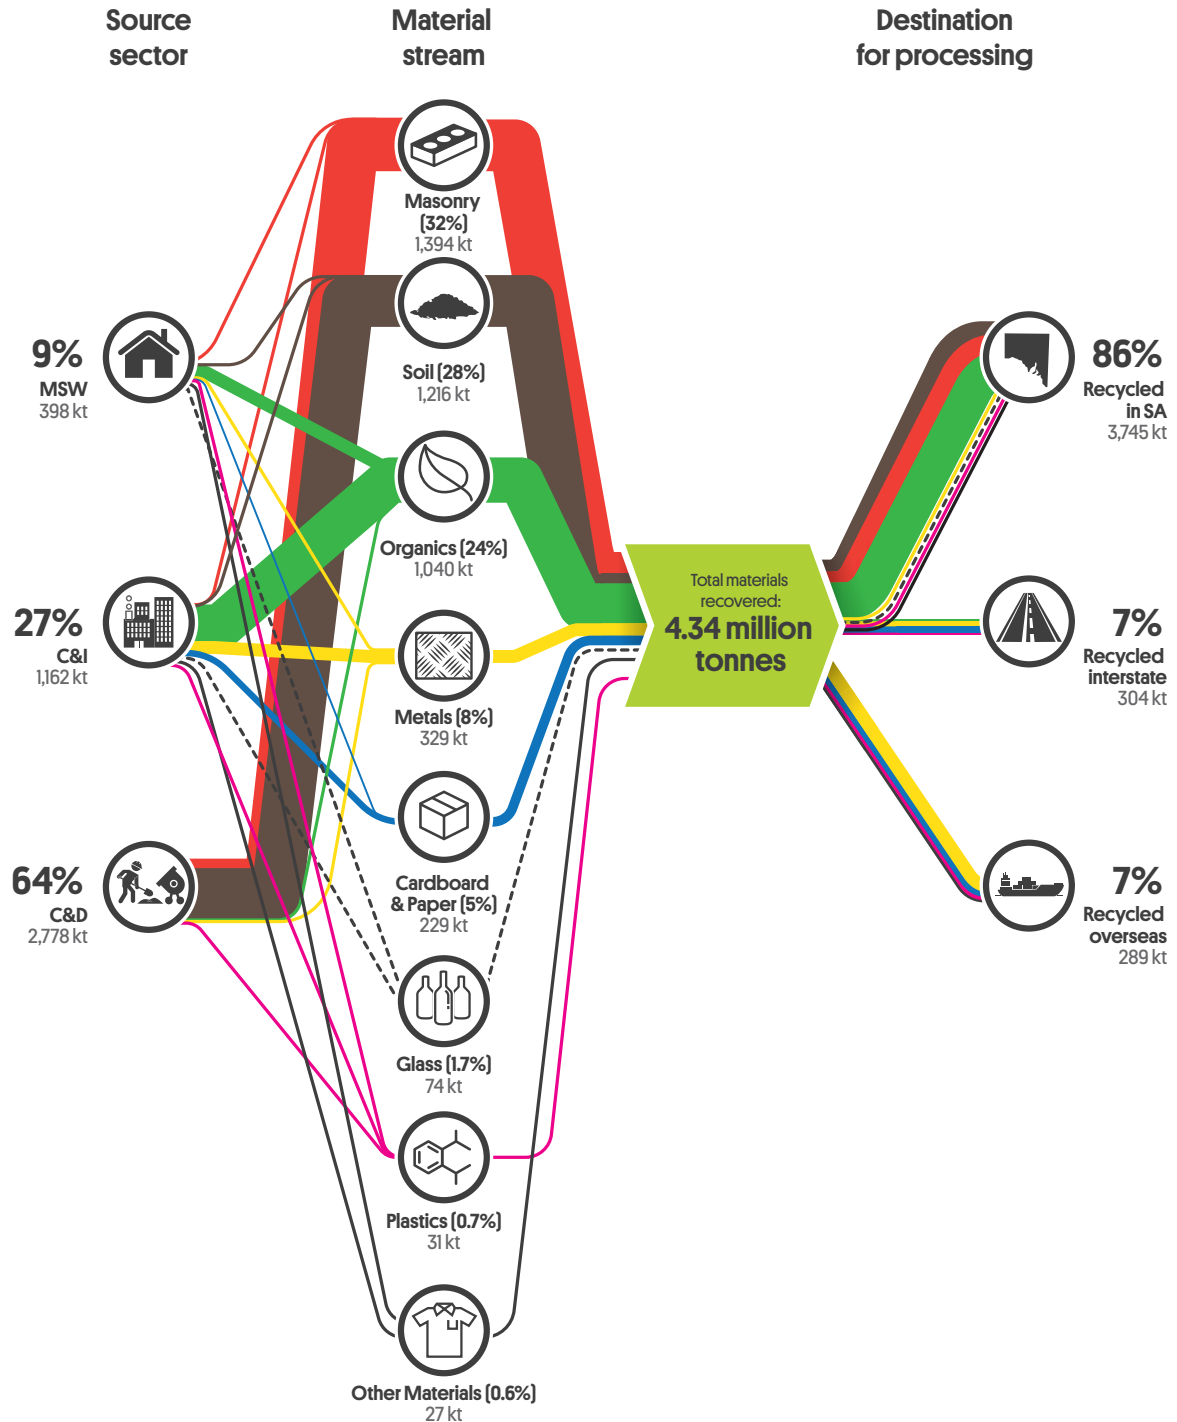 Source
sector
Material
stream
Destination
for processing
Masonry
(32%)
1,394 kt
Soil (28%)
1,216 kt
Organics (24%)
1,040 kt
Metals (8%)
329 kt
Cardboard
& Paper (5%)
229 kt
Glass (1.7%)
74 kt
Plastics (0.7%)
31 kt
Other Materials (0.6%)
27 kt
9%
MSW
398 kt
27%
C&I
1,162 kt
64%
C&D
2,778 kt
Total materials
recovered:
4.34 million
tonnes
86%
Recycled
in SA
3,745 kt
7%
Recycled
interstate
304 kt
7%
Recycled
overseas
289 kt